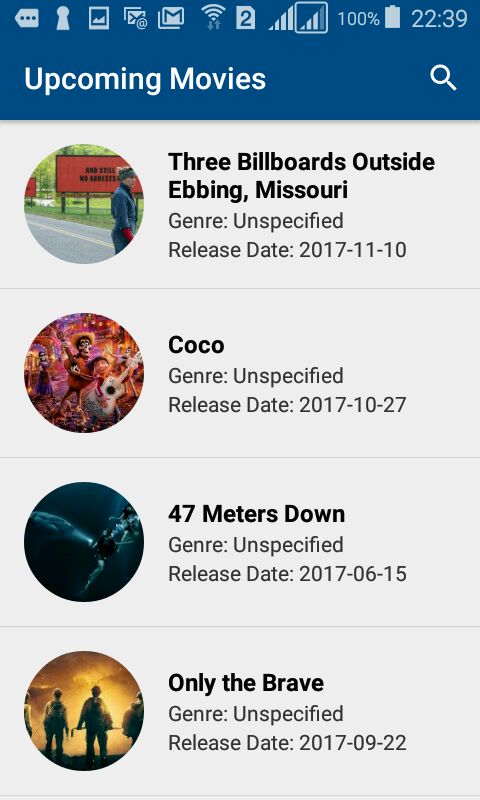 2 100% 22:39
Upcoming Movies
AND STILL
NO ARRESTS?
Three Billboards Outside
Ebbing, Missouri
Genre: Unspecified
Release Date: 2017-11-10
Coco
Genre: Unspecified
Release Date: 2017-10-27
47 Meters Down
Genre: Unspecified
Release Date: 2017-06-15
Only the Brave
Genre: Unspecified
Release Date: 2017-09-22